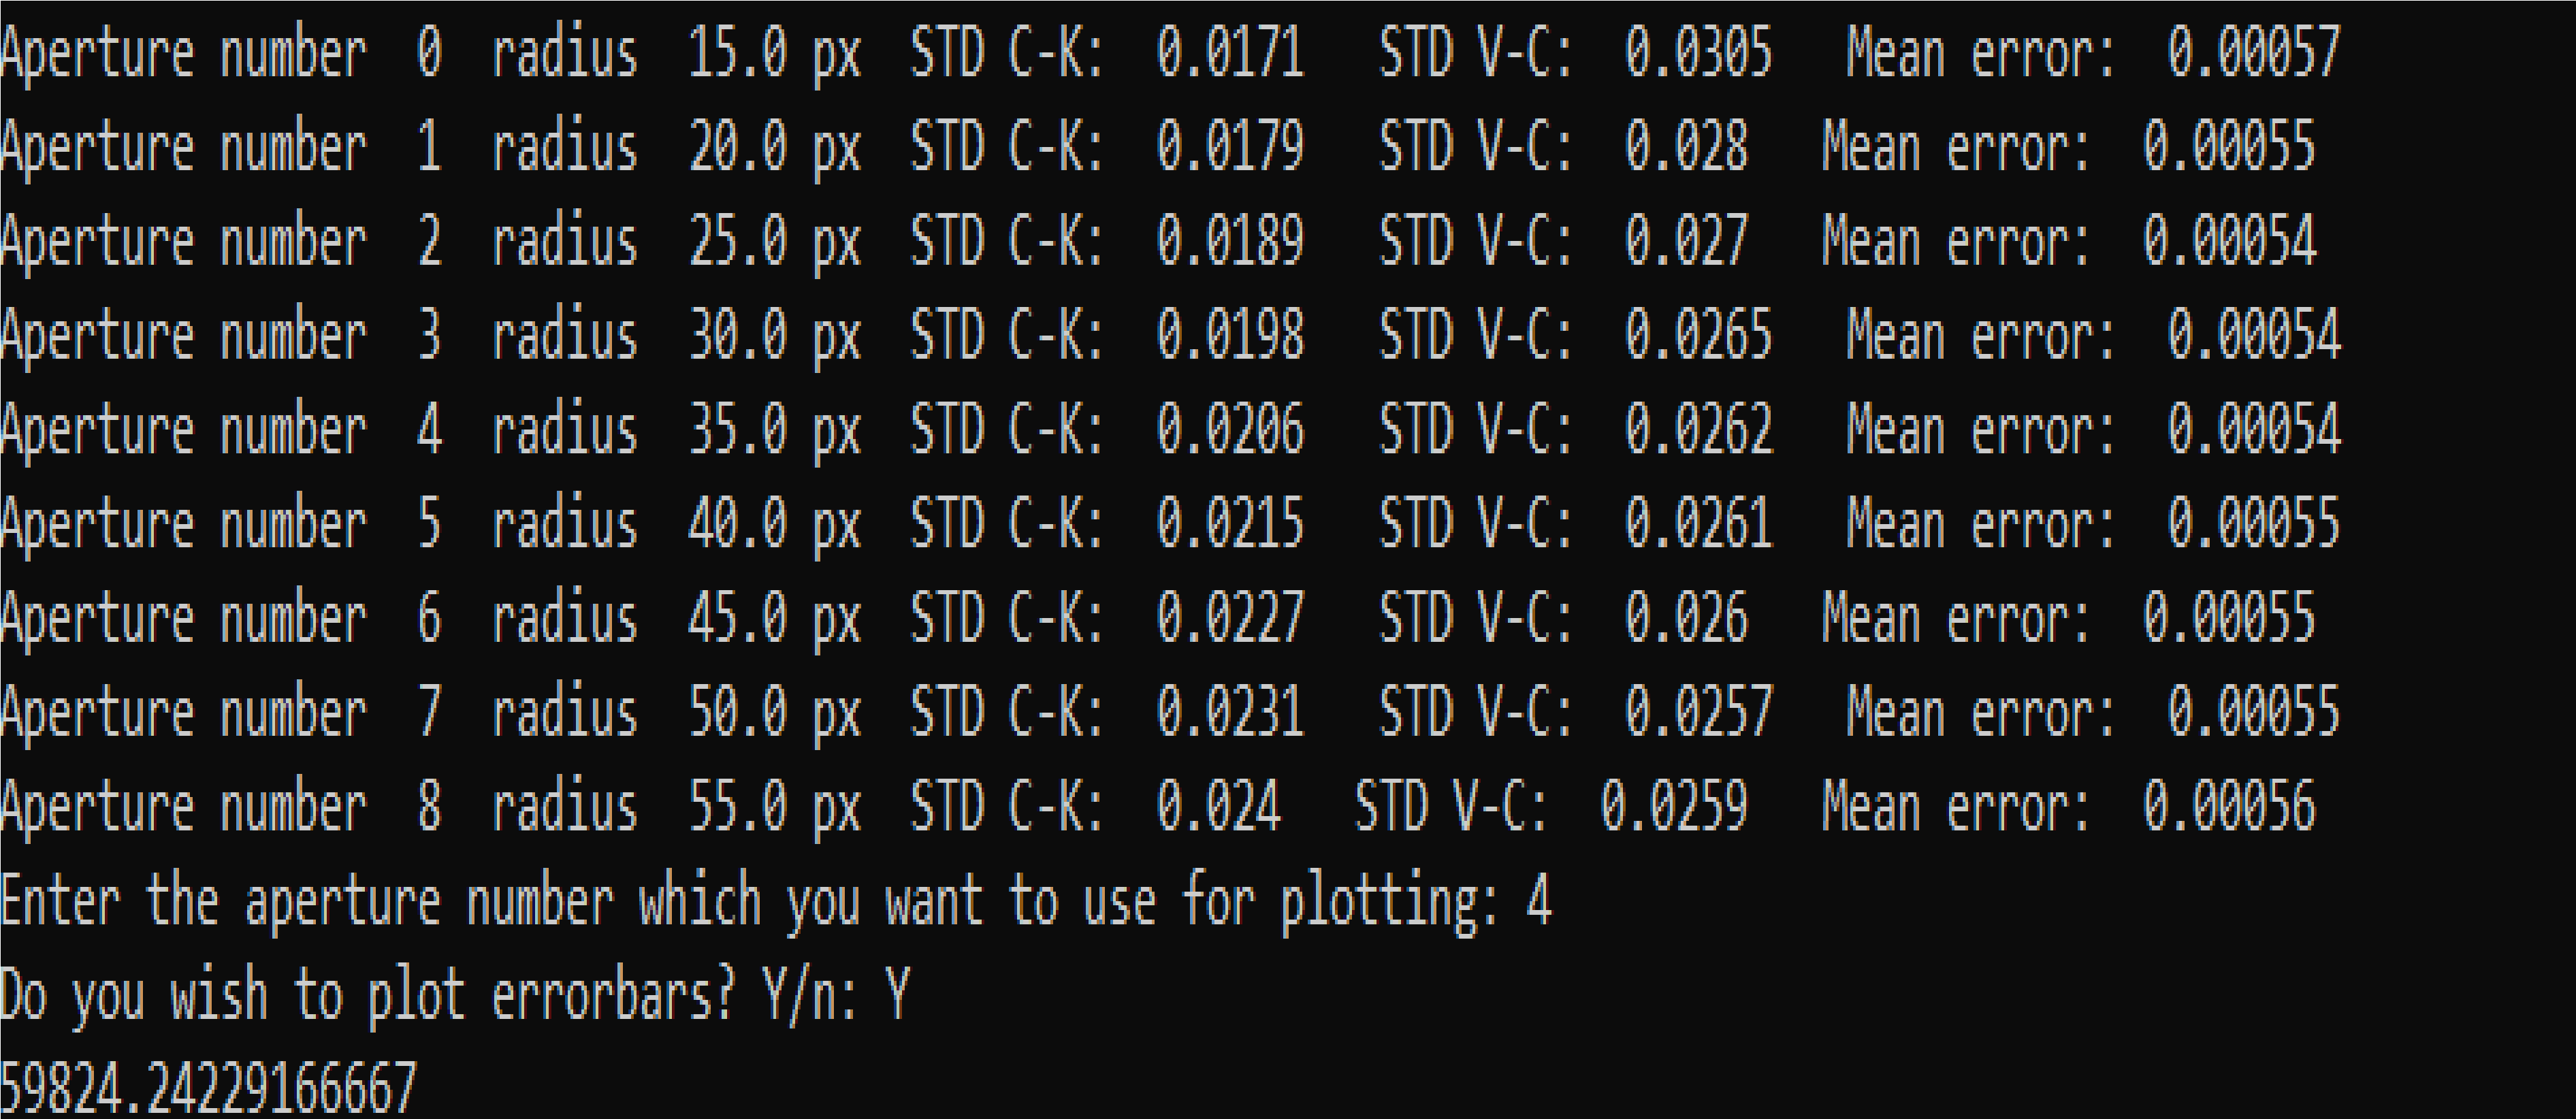 Aperture number  0  radius  15.0 px  STD C-K:  0.0171   STD V-C:  0.0305   Mean error:  0.00057
Aperture number  1  radius  20.0 px  STD C-K:  0.0179   STD V-C:  0.028   Mean error:  0.00055
Aperture number  2  radius  25.0 px  STD C-K:  0.0189   STD V-C:  0.027   Mean error:  0.00054
Aperture number  3  radius  30.0 px  STD C-K:  0.0198   STD V-C:  0.0265   Mean error:  0.00054
Aperture number  4  radius  35.0 px  STD C-K:  0.0206   STD V-C:  0.0262   Mean error:  0.00054
Aperture number  5  radius  40.0 px  STD C-K:  0.0215   STD V-C:  0.0261   Mean error:  0.00055
Aperture number  6  radius  45.0 px  STD C-K:  0.0227   STD V-C:  0.026   Mean error:  0.00055
Aperture number  7  radius  50.0 px  STD C-K:  0.0231   STD V-C:  0.0257   Mean error:  0.00055
Aperture number  8  radius  55.0 px  STD C-K:  0.024   STD V-C:  0.0259   Mean error:  0.00056
Enter the aperture number which you want to use for plotting: 4
Do you wish to plot errorbars? Y/n: Y
59824.24229166667